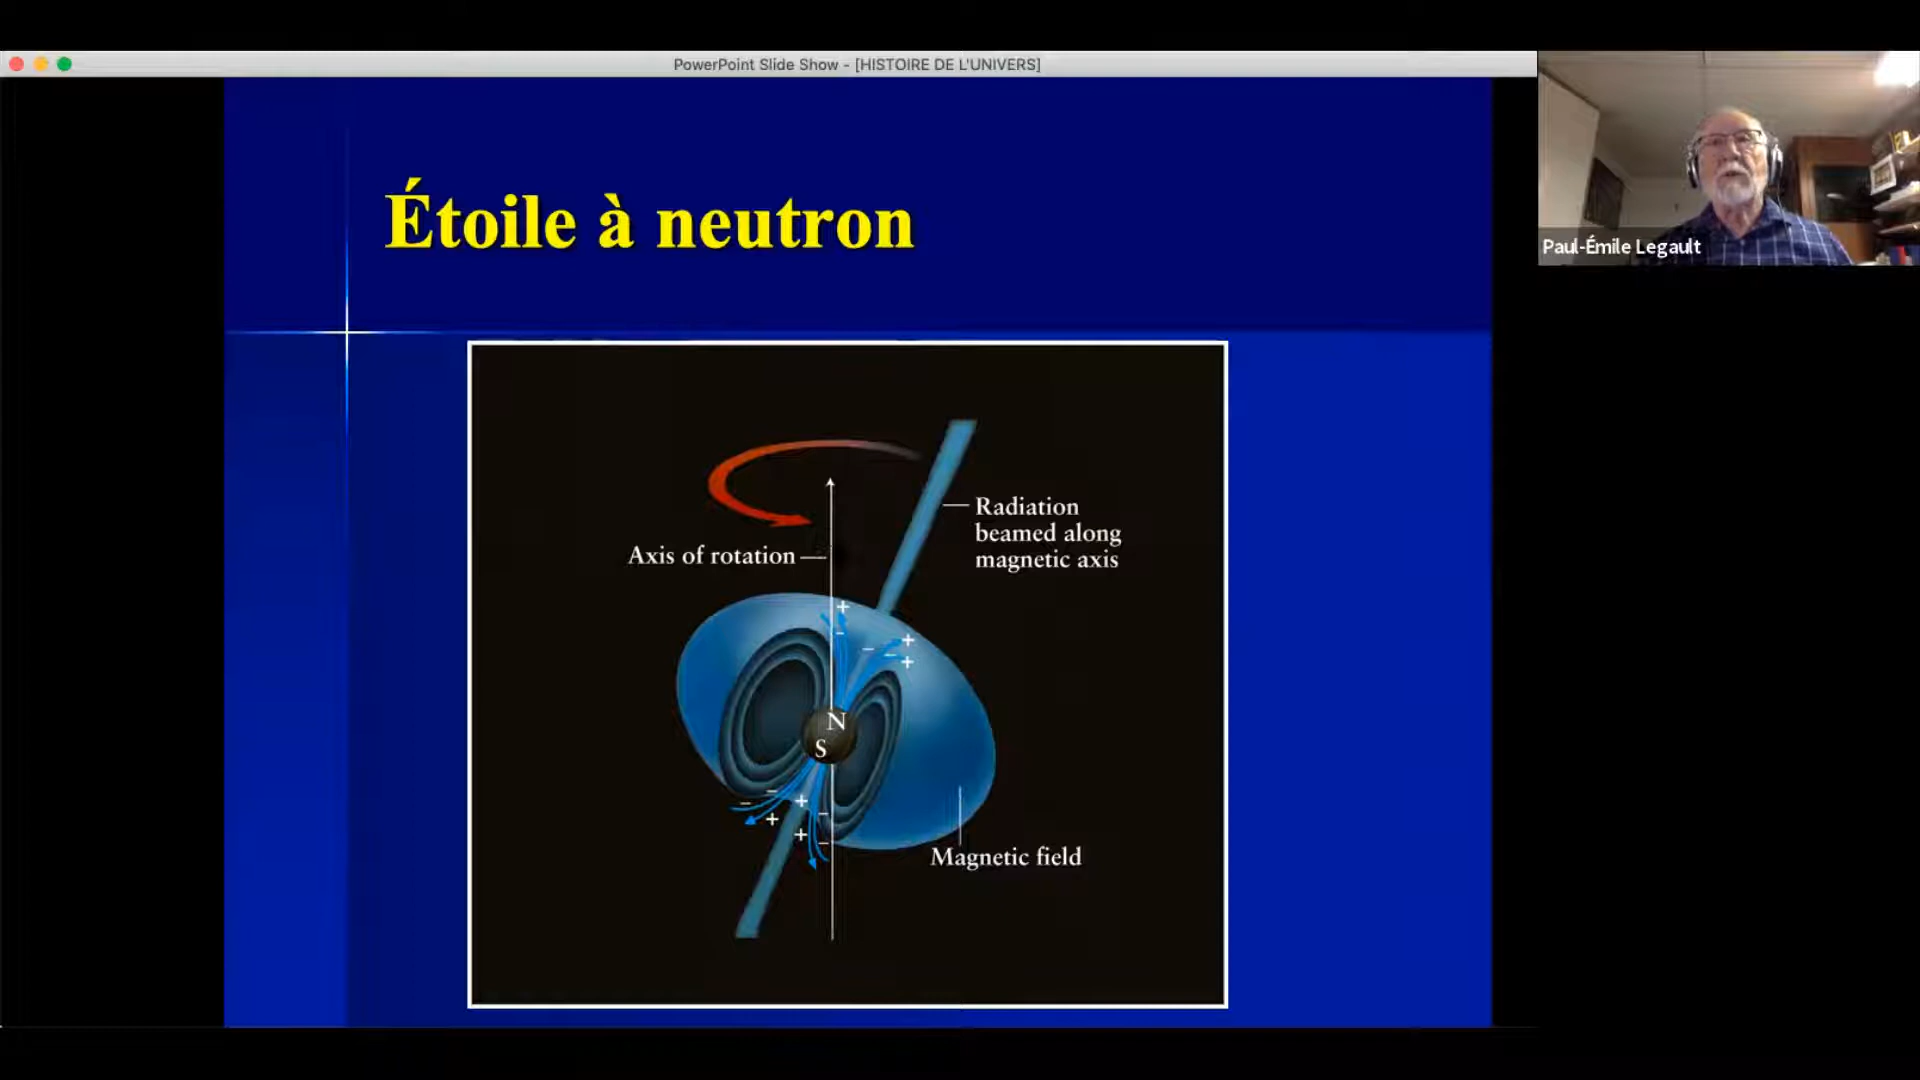 PowerPoint Slide Show - [HISTOIRE DE L'UNIVERS]
Paul-Émile Legault
Étoile à neutron
Radiation
beamed along
magnetic axis
Axis of rotation
+
-
+
- -
+
N
S
- -
+ -
+
+
-
Magnetic field